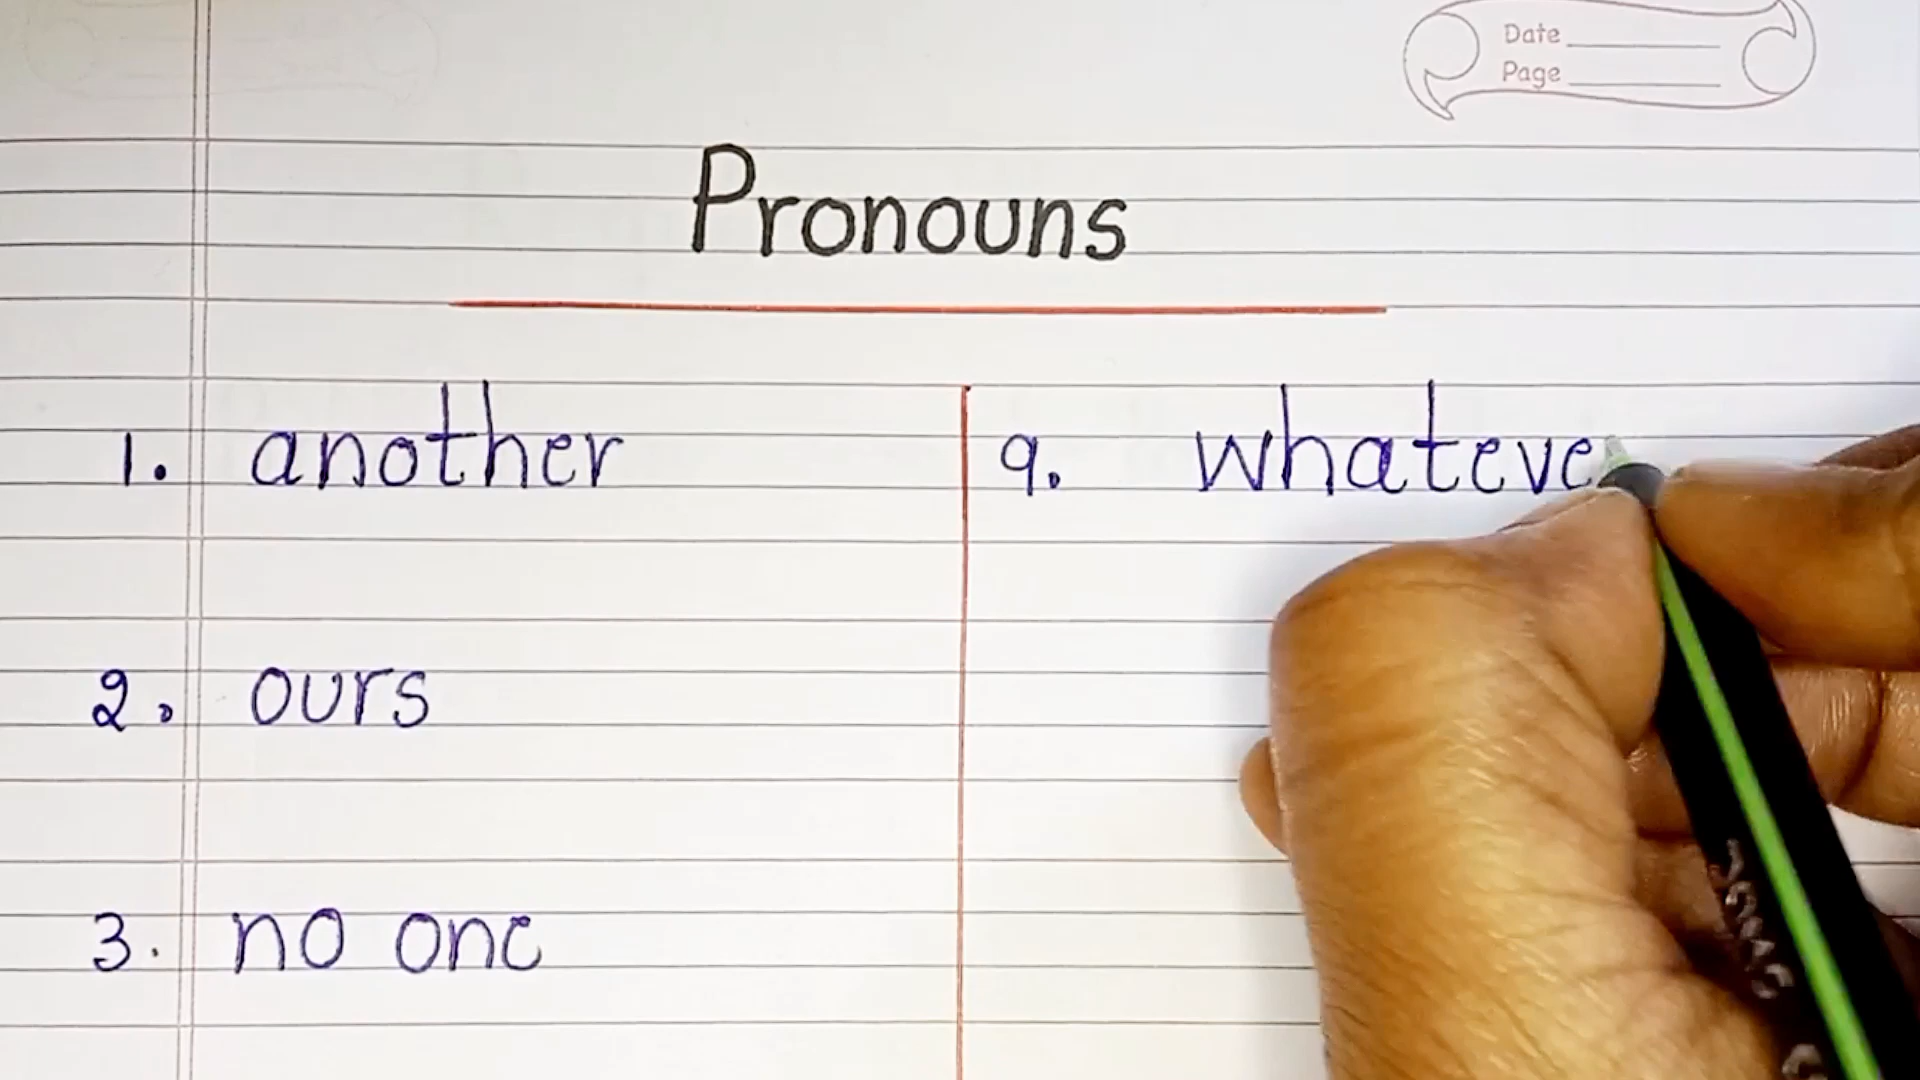 Date
Page
Pronouns
1. another
2. ours
3. no one
9. whateve